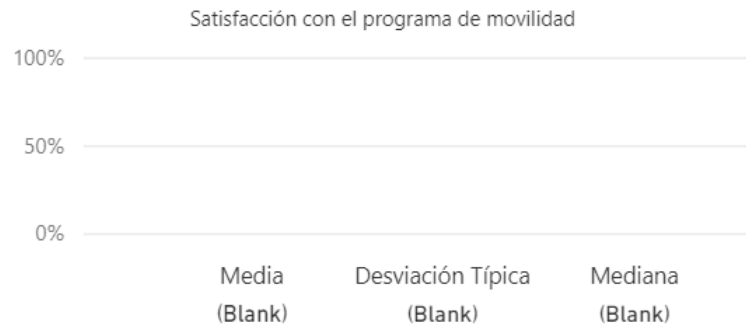 Satisfacción con el programa de movilidad
100%
50%
0%
Media Desviación Típica Mediana
(Blank) (Blank) (Blank)